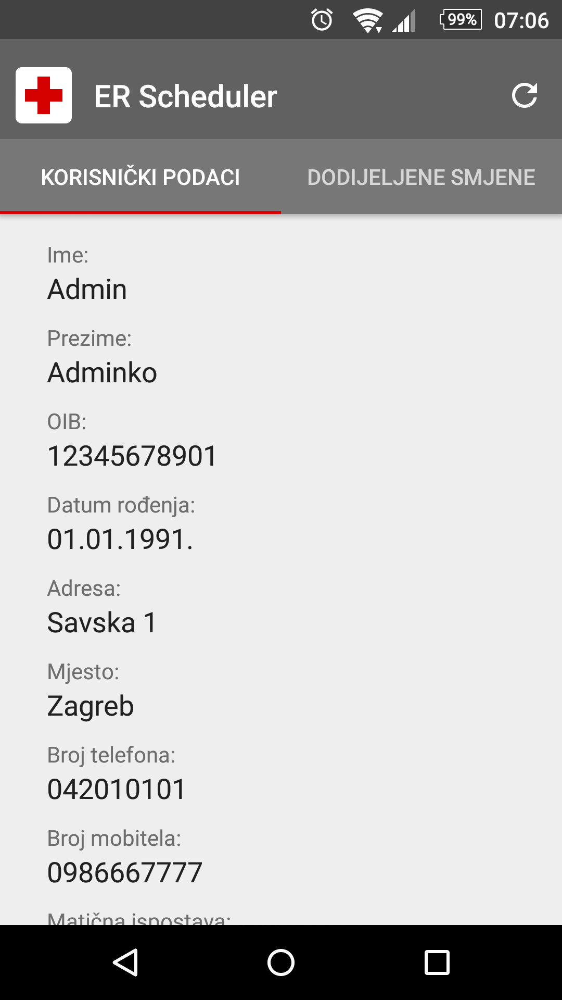 99% 07:06
ER Scheduler
KORISNIČKI PODACI DODIJELJENE SMJENE
Ime:
Admin
Prezime:
Adminko
OIB:
12345678901
Datum rođenja:
01.01.1991.
Adresa:
Savska 1
Mjesto:
Zagreb
Broj telefona:
042010101
Broj mobitela:
0986667777
Matična ispostava: